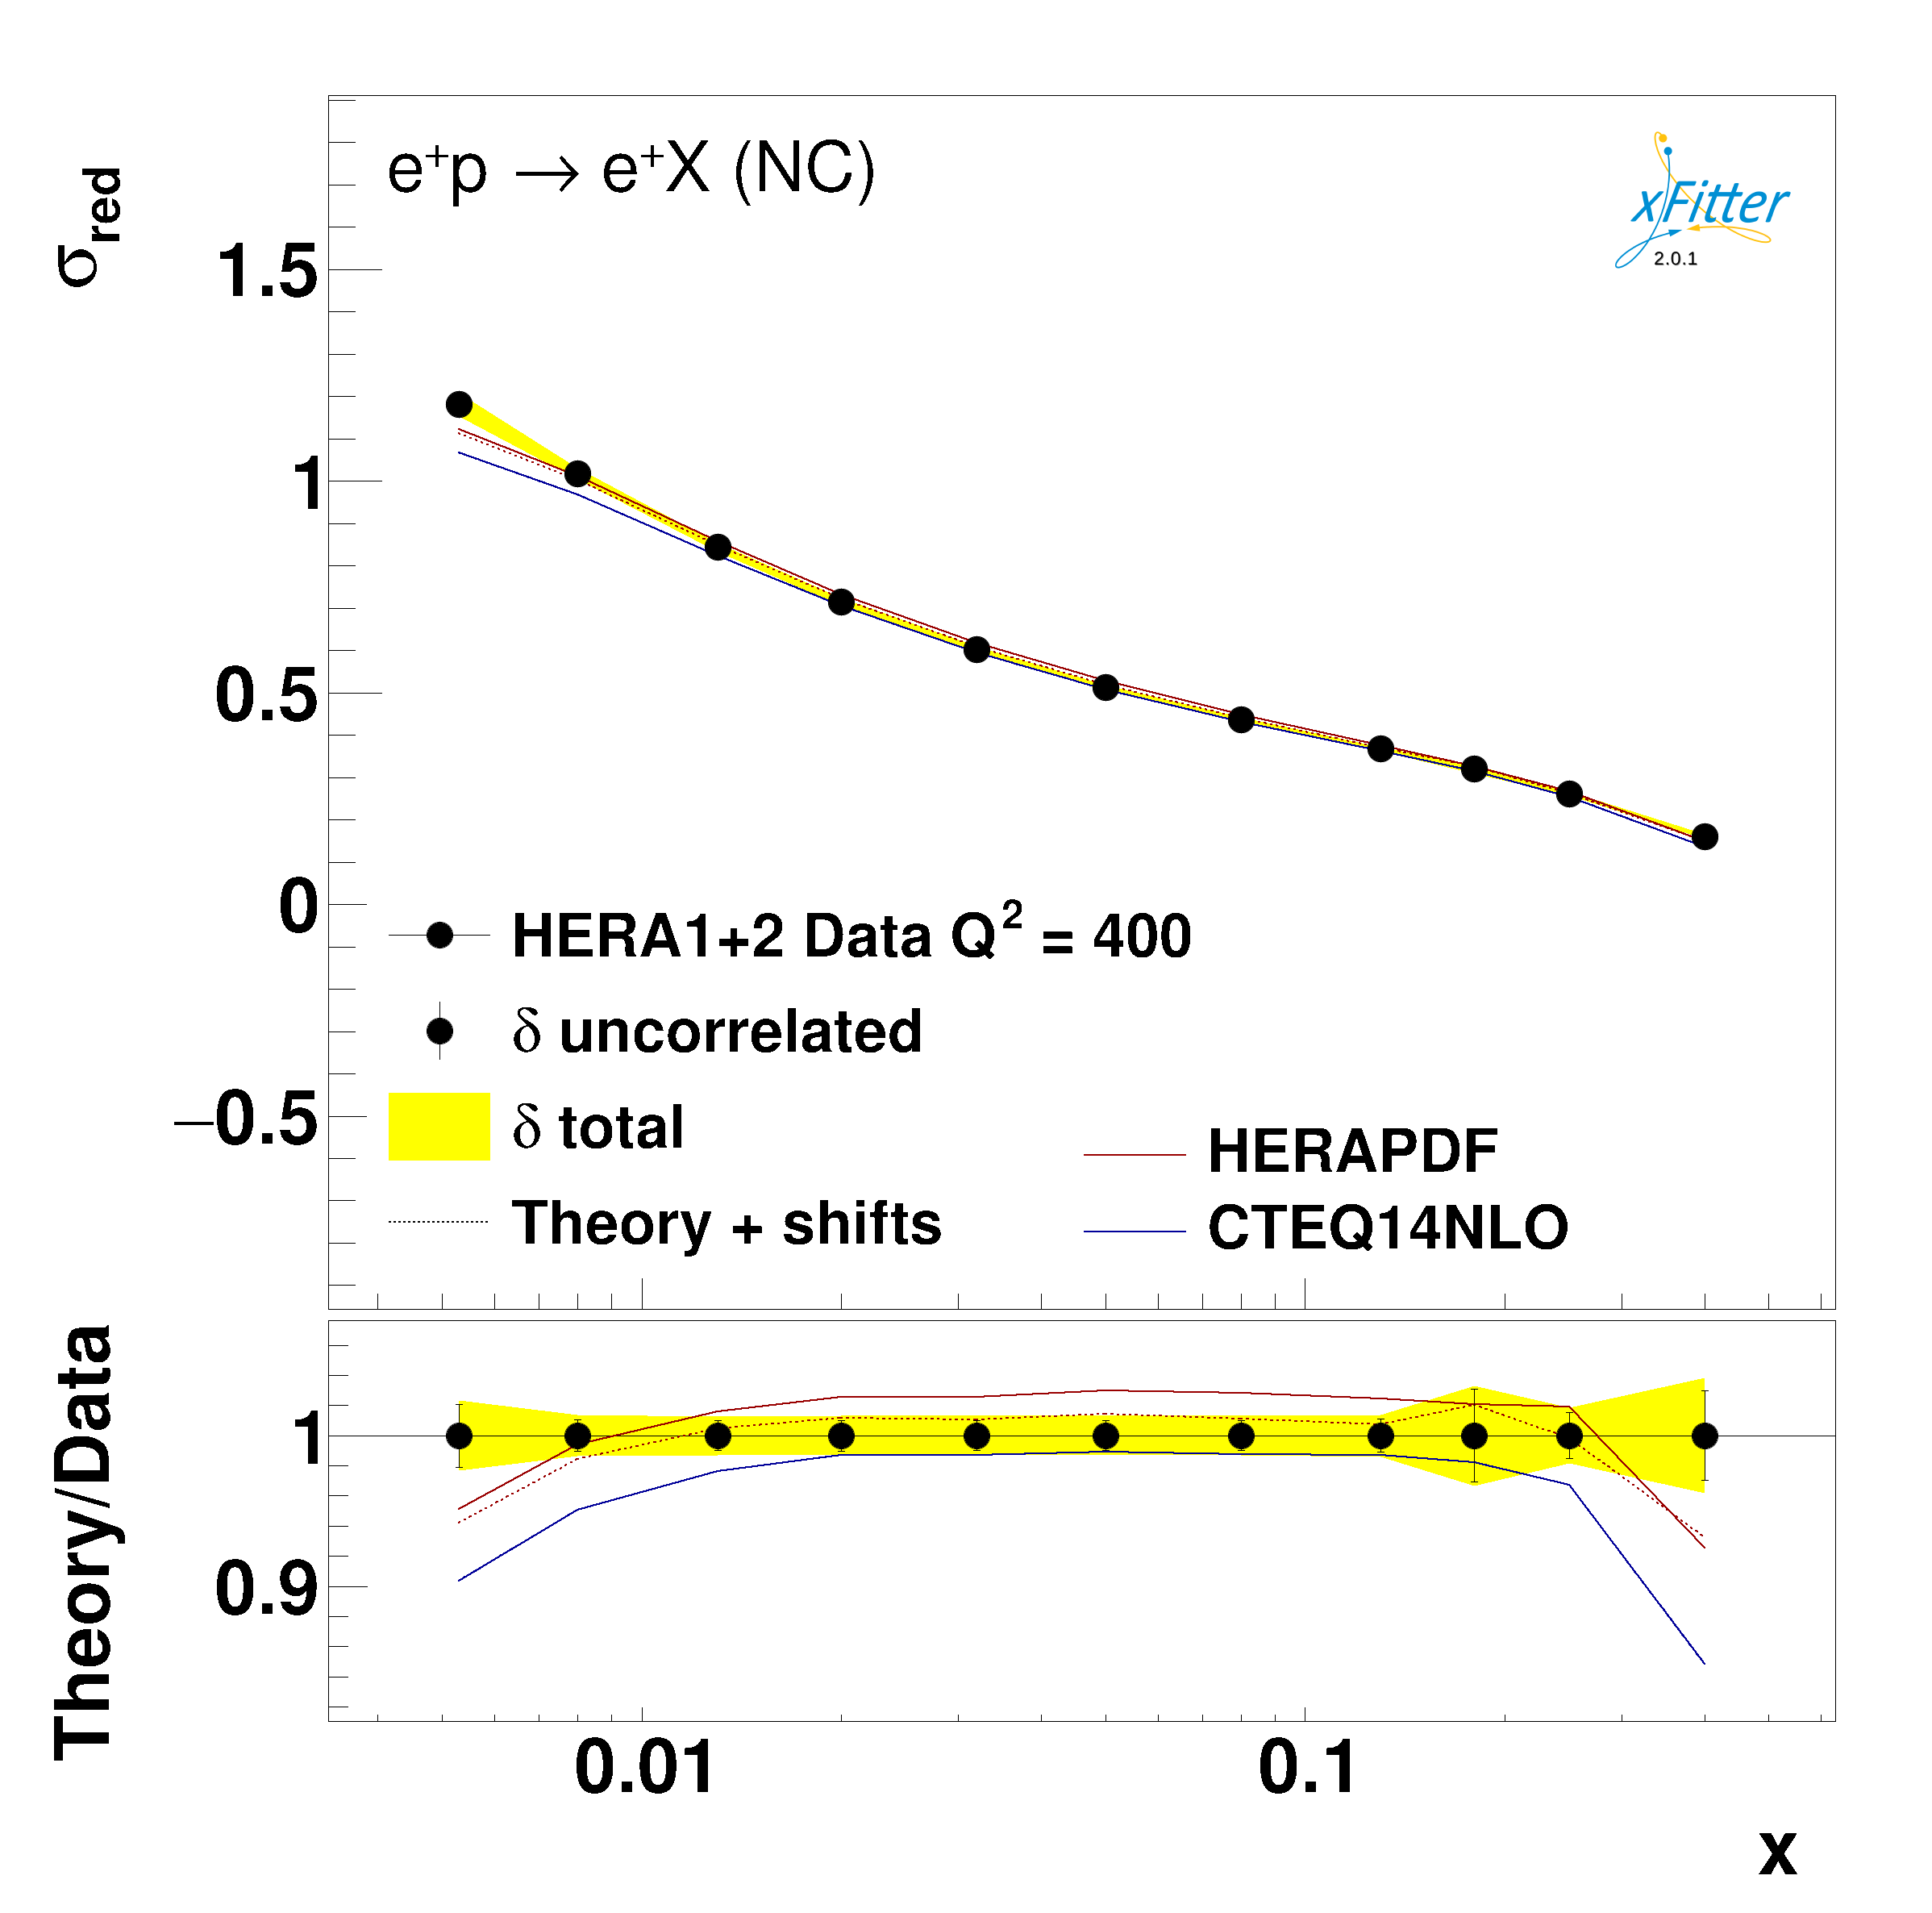 e⁺p → e⁺X (NC)
xFitter
2.0.1
σ_red
1.5
1
0.5
0
−0.5
HERA1+2 Data Q² = 400
δ uncorrelated
δ total
Theory + shifts
HERAPDF
CTEQ14NLO
Theory/Data
1
0.9
0.01 0.1
x